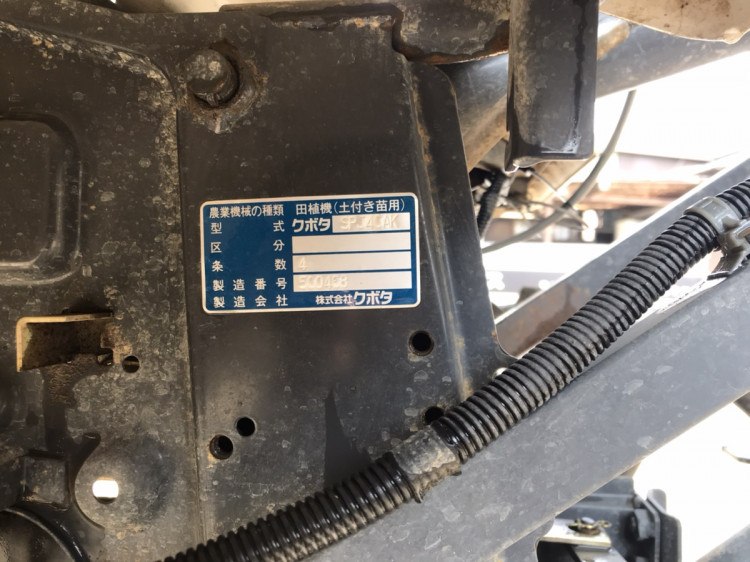 農業機械の種類 田植機(土付き苗用)
型式 クボタ
区分
条数 4
製造番号
製造会社 株式会社クボタ